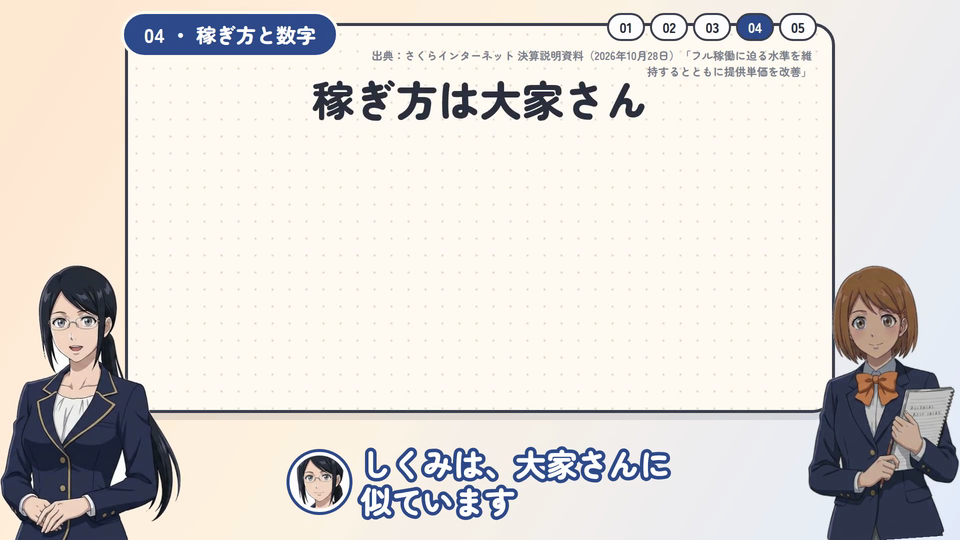 04 ・ 稼ぎ方と数字
01 02 03 04 05
出典：さくらインターネット 決算説明資料（2026年10月28日）「フル稼働に迫る水準を維
持するとともに提供単価を改善」
稼ぎ方は大家さん
しくみは、大家さんに
似ています